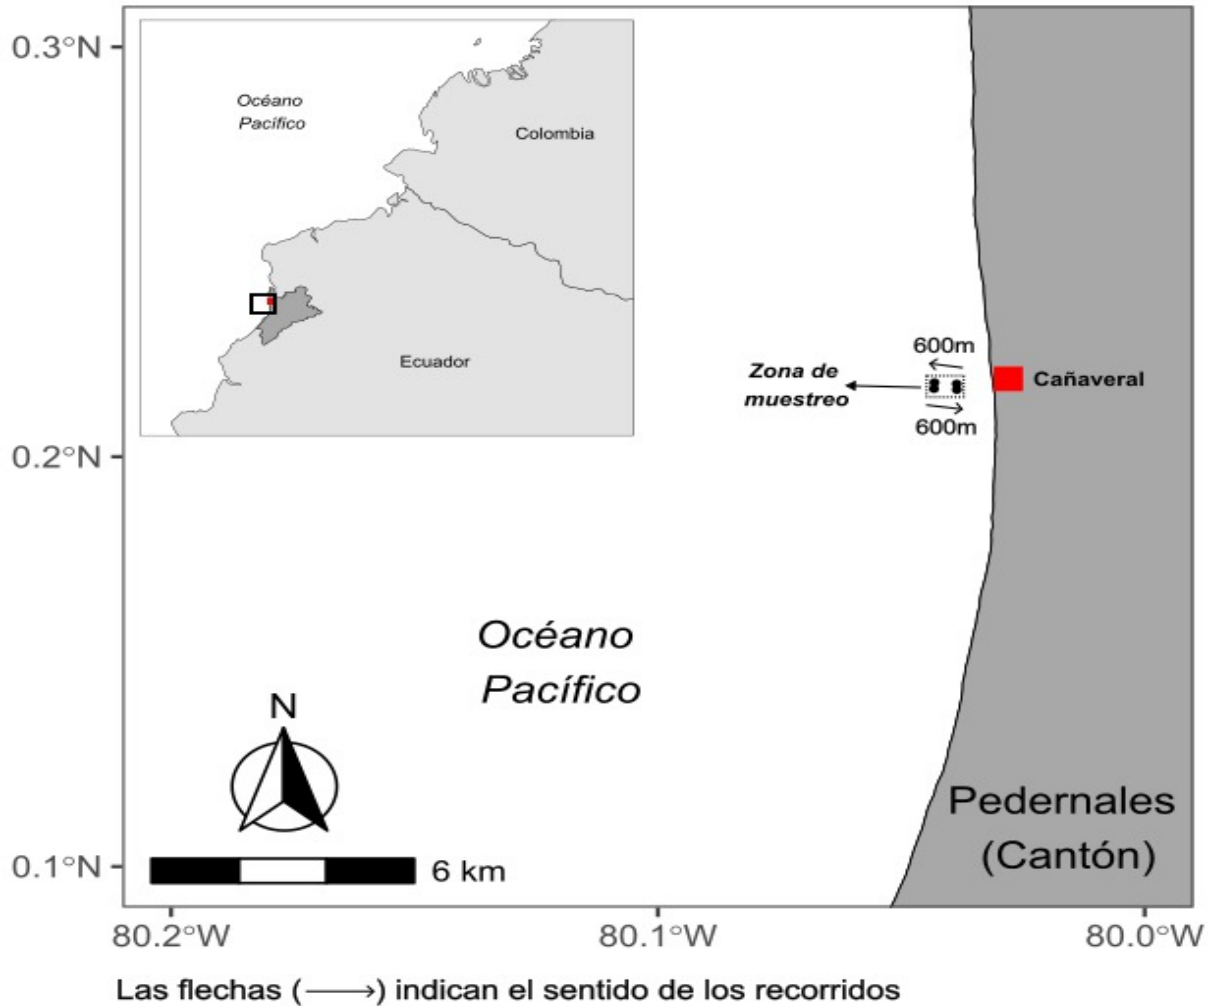 0.3°N
Océano
Pacífico
Colombia
Ecuador
600m
Zona de
muestreo
Cañaveral
600m
0.2°N
Océano
Pacífico
N
Pedernales
(Cantón)
6 km
0.1°N
80.2°W
80.1°W
80.0°W
Las flechas (⟶) indican el sentido de los recorridos